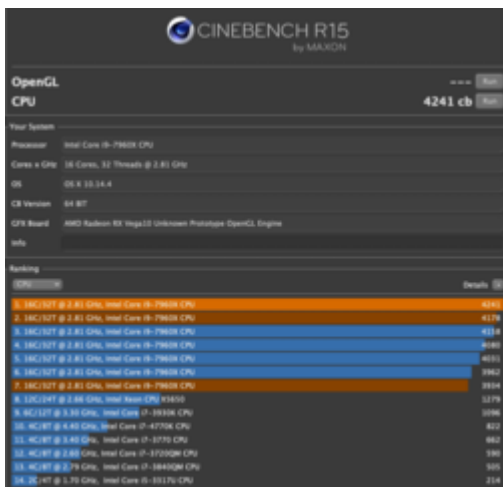 CINEBENCH R15
by MAXON
OpenGL --- Run
CPU 4241 cb Run
Your System
Processor Intel Core i9-7960X CPU
Cores x GHz 16 Cores, 32 Threads @ 2.81 GHz
OS OS X 10.14.4
CB Version 64 BIT
GFX Board AMD Radeon RX Vega10 Unknown Prototype OpenGL Engine
Info
Ranking
CPU Details
1. 16C/32T @ 2.81 GHz, Intel Core i9-7960X CPU 4241
2. 16C/32T @ 2.81 GHz, Intel Core i9-7960X CPU 4178
3. 16C/32T @ 2.81 GHz, Intel Core i9-7960X CPU
4. 16C/32T @ 2.81 GHz, Intel Core i9-7960X CPU 4080
5. 16C/32T @ 2.81 GHz, Intel Core i9-7960X CPU 4031
6. 16C/32T @ 2.81 GHz, Intel Core i9-7960X CPU 3962
7. 16C/32T @ 2.81 GHz, Intel Core i9-7960X CPU 3934
8. 12C/24T @ 2.66 GHz, Intel Xeon CPU X5650 1279
9. 6C/12T @ 3.30 GHz, Intel Core i7-3930K CPU 1096
10. 4C/8T @ 4.40 GHz, Intel Core i7-4770K CPU 822
11. 4C/8T @ 3.40 GHz, Intel Core i7-3770 CPU 662
12. 4C/8T @ 2.60 GHz, Intel Core i7-3720QM CPU 590
13. 4C/8T @ 2.79 GHz, Intel Core i7-3840QM CPU
14. 2C/4T @ 1.70 GHz, Intel Core i5-3317U CPU 214